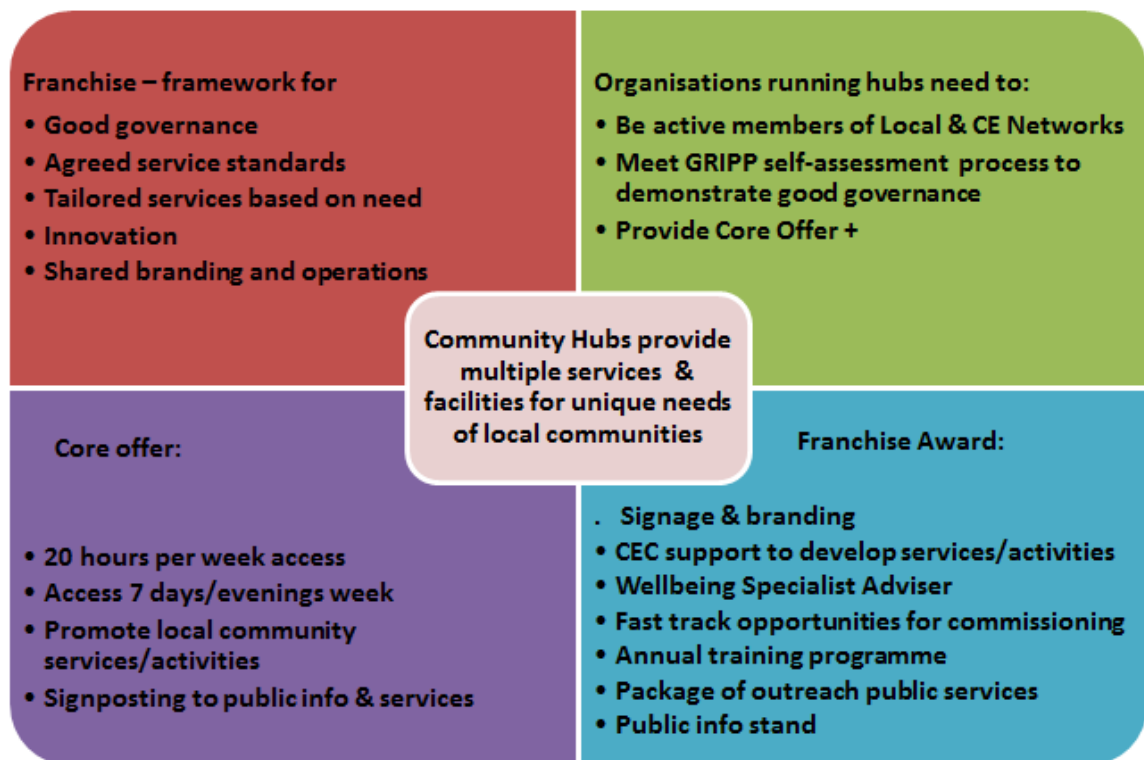 Franchise – framework for
• Good governance
• Agreed service standards
• Tailored services based on need
• Innovation
• Shared branding and operations
Organisations running hubs need to:
• Be active members of Local & CE Networks
• Meet GRIPP self-assessment process to
demonstrate good governance
• Provide Core Offer +
Community Hubs provide
multiple services &
facilities for unique needs
of local communities
Core offer:
• 20 hours per week access
• Access 7 days/evenings week
• Promote local community
services/activities
• Signposting to public info & services
Franchise Award:
. Signage & branding
• CEC support to develop services/activities
• Wellbeing Specialist Adviser
• Fast track opportunities for commissioning
• Annual training programme
• Package of outreach public services
• Public info stand